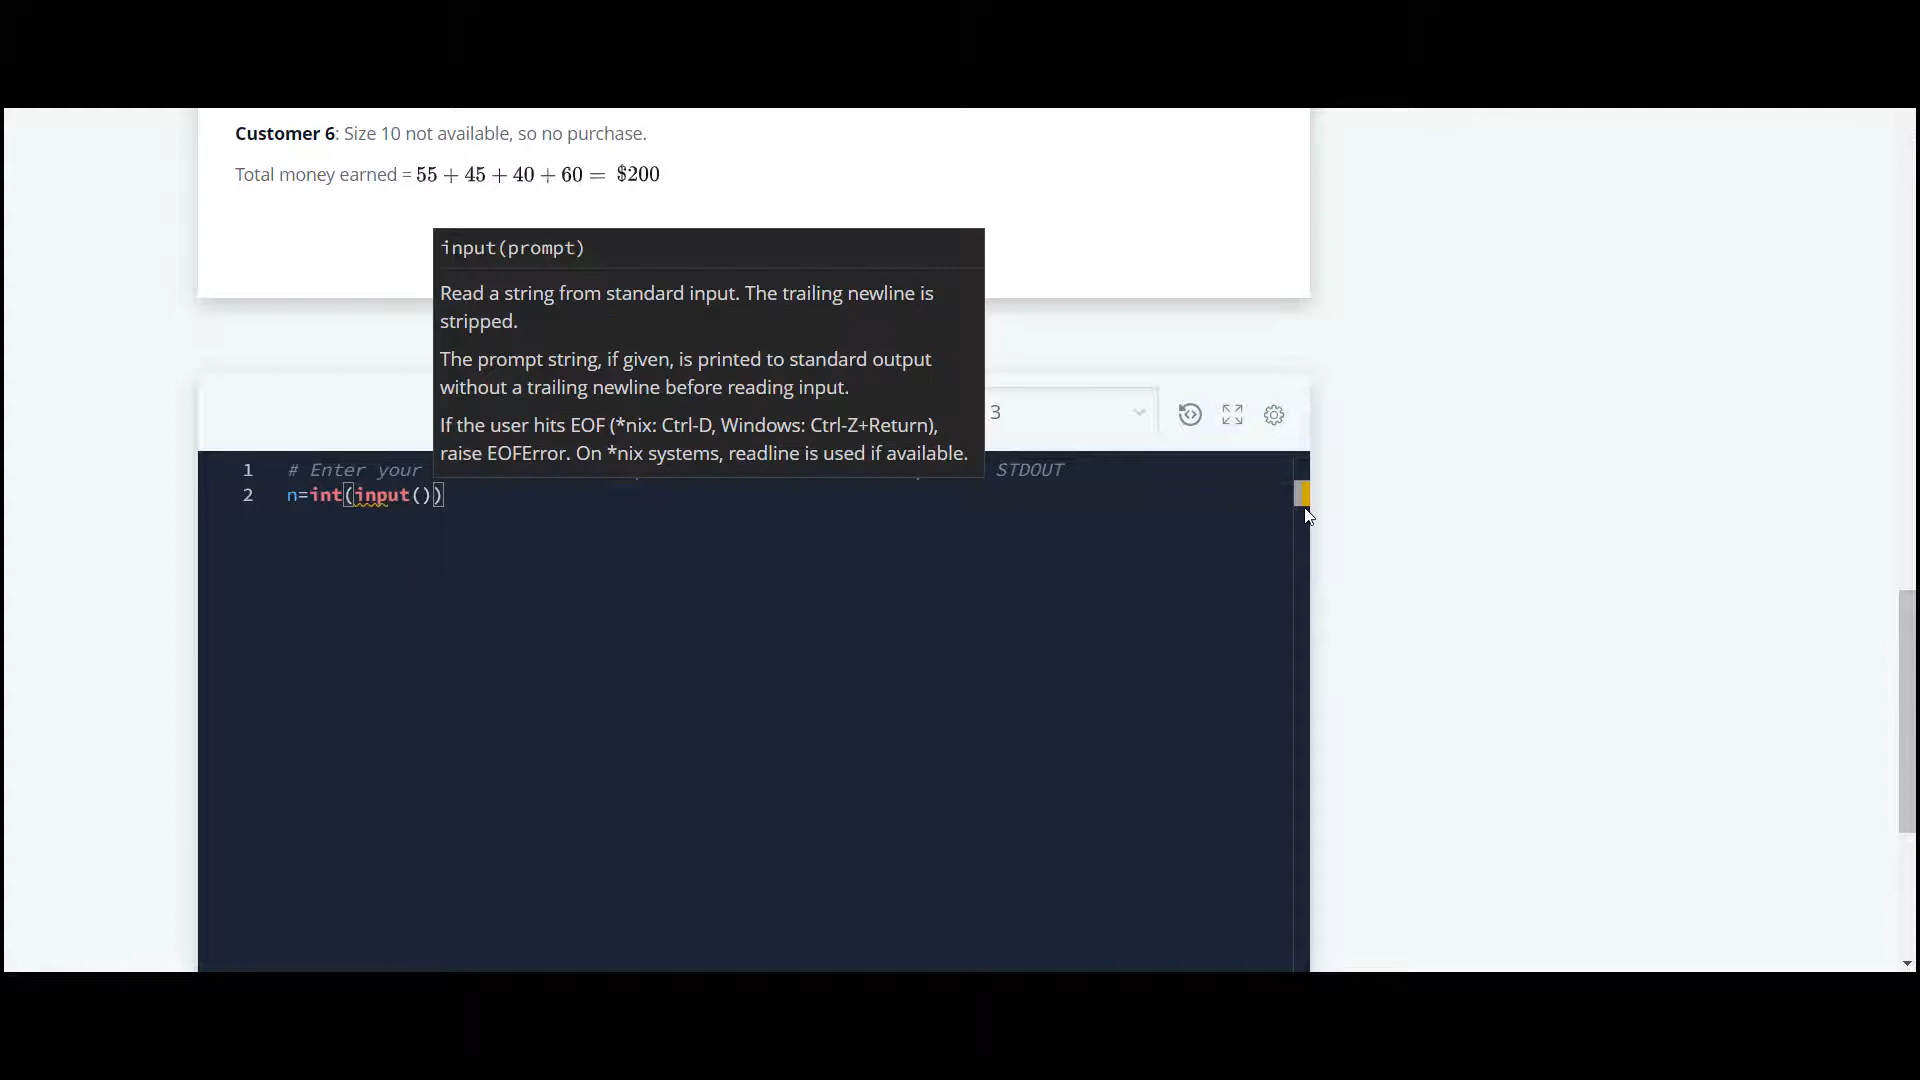 Customer 6: Size 10 not available, so no purchase.
Total money earned = 55 + 45 + 40 + 60 = $200
input(prompt)
Read a string from standard input. The trailing newline is
stripped.
The prompt string, if given, is printed to standard output
without a trailing newline before reading input.
If the user hits EOF (*nix: Ctrl-D, Windows: Ctrl-Z+Return),
raise EOFError. On *nix systems, readline is used if available.
3
1 # Enter your STDOUT
2 n=int(input())